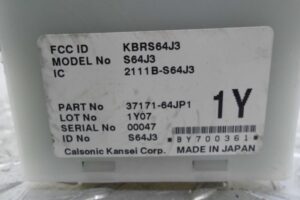 FCC ID KBRS64J3
MODEL No S64J3
IC 2111B-S64J3
PART No 37171-64JP1
LOT No 1Y07
SERIAL No 00047
ID No S64J3
1Y
BY700361
Calsonic Kansei Corp. MADE IN JAPAN